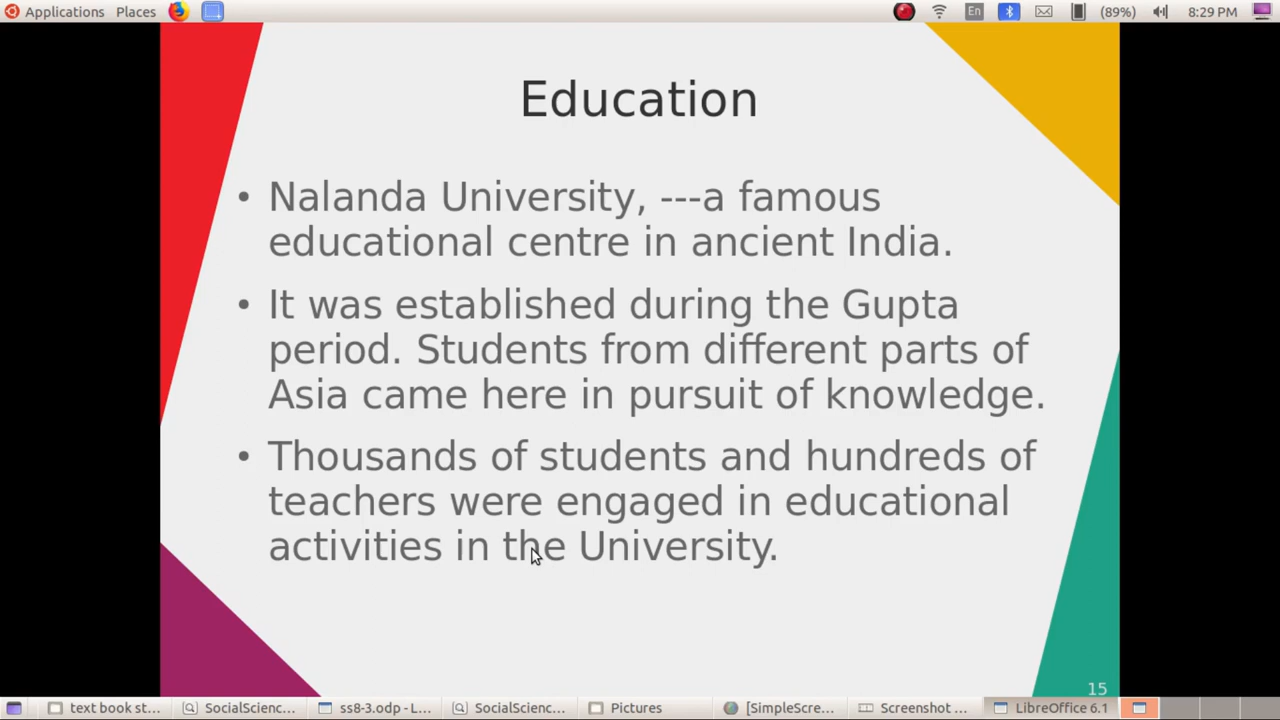 Applications Places En (89%) 8:29 PM
Education
• Nalanda University, ---a famous
educational centre in ancient India.
• It was established during the Gupta
period. Students from different parts of
Asia came here in pursuit of knowledge.
• Thousands of students and hundreds of
teachers were engaged in educational
activities in the University.
15
text book st... SocialScienc... ss8-3.odp - L... SocialScienc... Pictures [SimpleScre... Screenshot ... LibreOffice 6.1